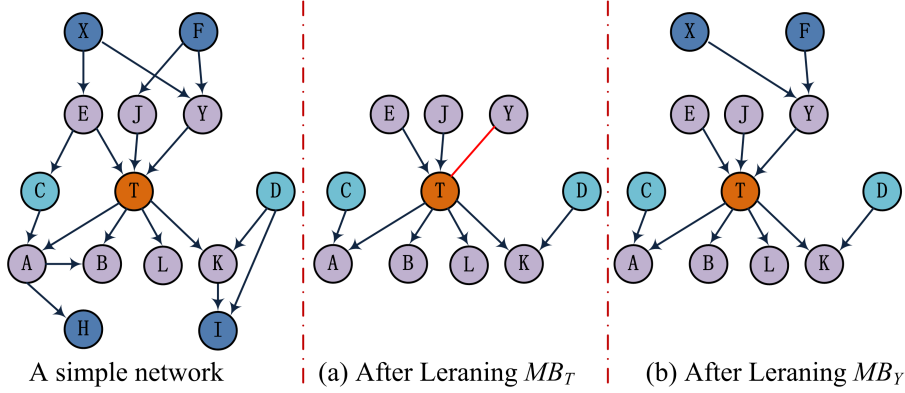 X F X F
E J Y E J Y E J Y
C T D C T D C T D
A B L K A B L K A B L K
H I
A simple network (a) After Leraning MB_T (b) After Leraning MB_Y